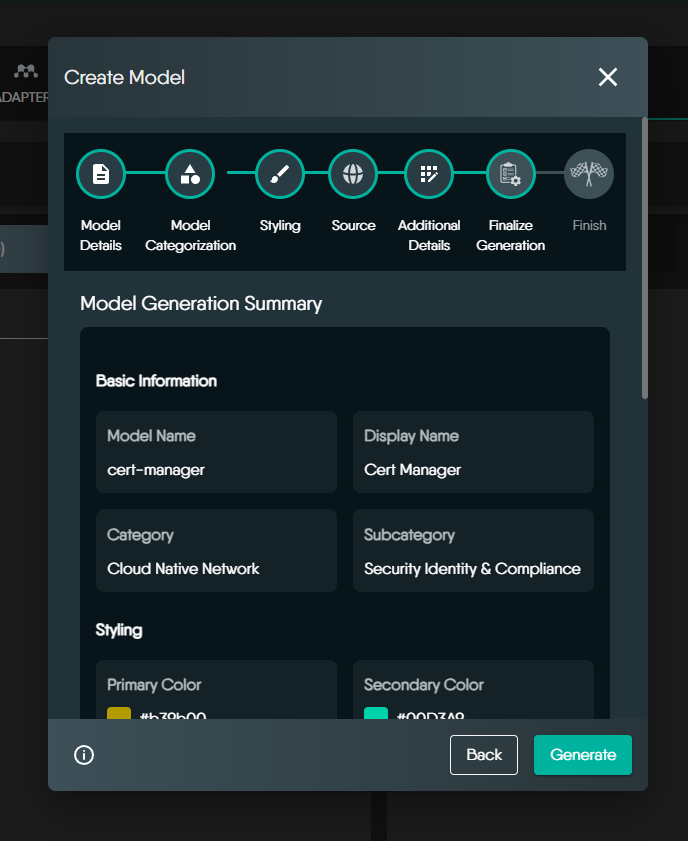 Create Model
ADAPTER
Model
Details
Model
Categorization
Styling
Source
Additional
Details
Finalize
Generation
Finish
Model Generation Summary
Basic Information
Model Name
cert-manager
Display Name
Cert Manager
Category
Cloud Native Network
Subcategory
Security Identity & Compliance
Styling
Primary Color
#b39b00
Secondary Color
#00D3A9
Back
Generate